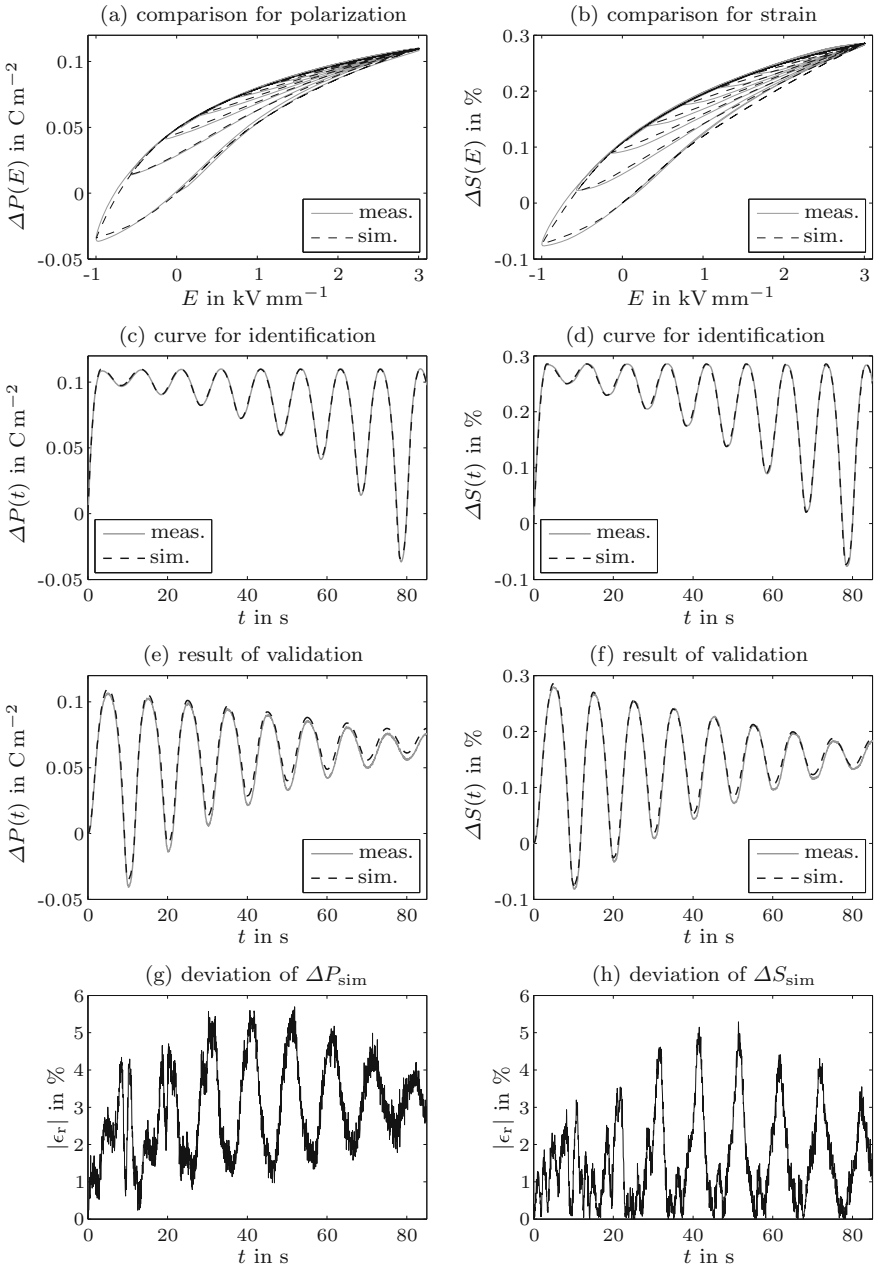 (a) comparison for polarization
ΔP(E) in C m⁻²
0.1
0.05
0
-0.05
-1 0 1 2 3
E in kV mm⁻¹
meas.
sim.
(b) comparison for strain
ΔS(E) in %
0.3
0.2
0.1
0
-0.1
-1 0 1 2 3
E in kV mm⁻¹
meas.
sim.
(c) curve for identification
ΔP(t) in C m⁻²
0.1
0.05
0
-0.05
0 20 40 60 80
t in s
meas.
sim.
(d) curve for identification
ΔS(t) in %
0.3
0.2
0.1
0
-0.1
0 20 40 60 80
t in s
meas.
sim.
(e) result of validation
ΔP(t) in C m⁻²
0.1
0.05
0
-0.05
0 20 40 60 80
t in s
meas.
sim.
(f) result of validation
ΔS(t) in %
0.3
0.2
0.1
0
-0.1
0 20 40 60 80
t in s
meas.
sim.
(g) deviation of ΔPsim
|ϵr| in %
6
5
4
3
2
1
0
0 20 40 60 80
t in s
(h) deviation of ΔSsim
|ϵr| in %
6
5
4
3
2
1
0
0 20 40 60 80
t in s